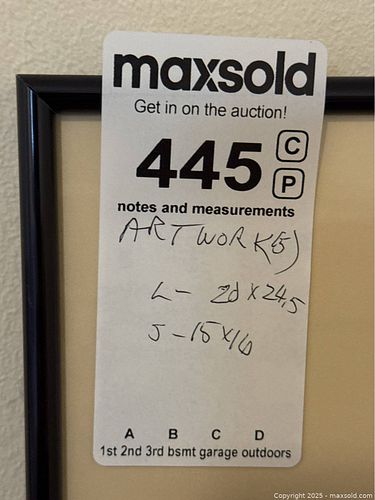 maxsold
Get in on the auction!
445
C
P
notes and measurements
ARTWORK(S)
L - 20 x 24,5
S - 15 x 16
A B C D
1st 2nd 3rd bsmt garage outdoors
Copyright 2025 - maxsold.com